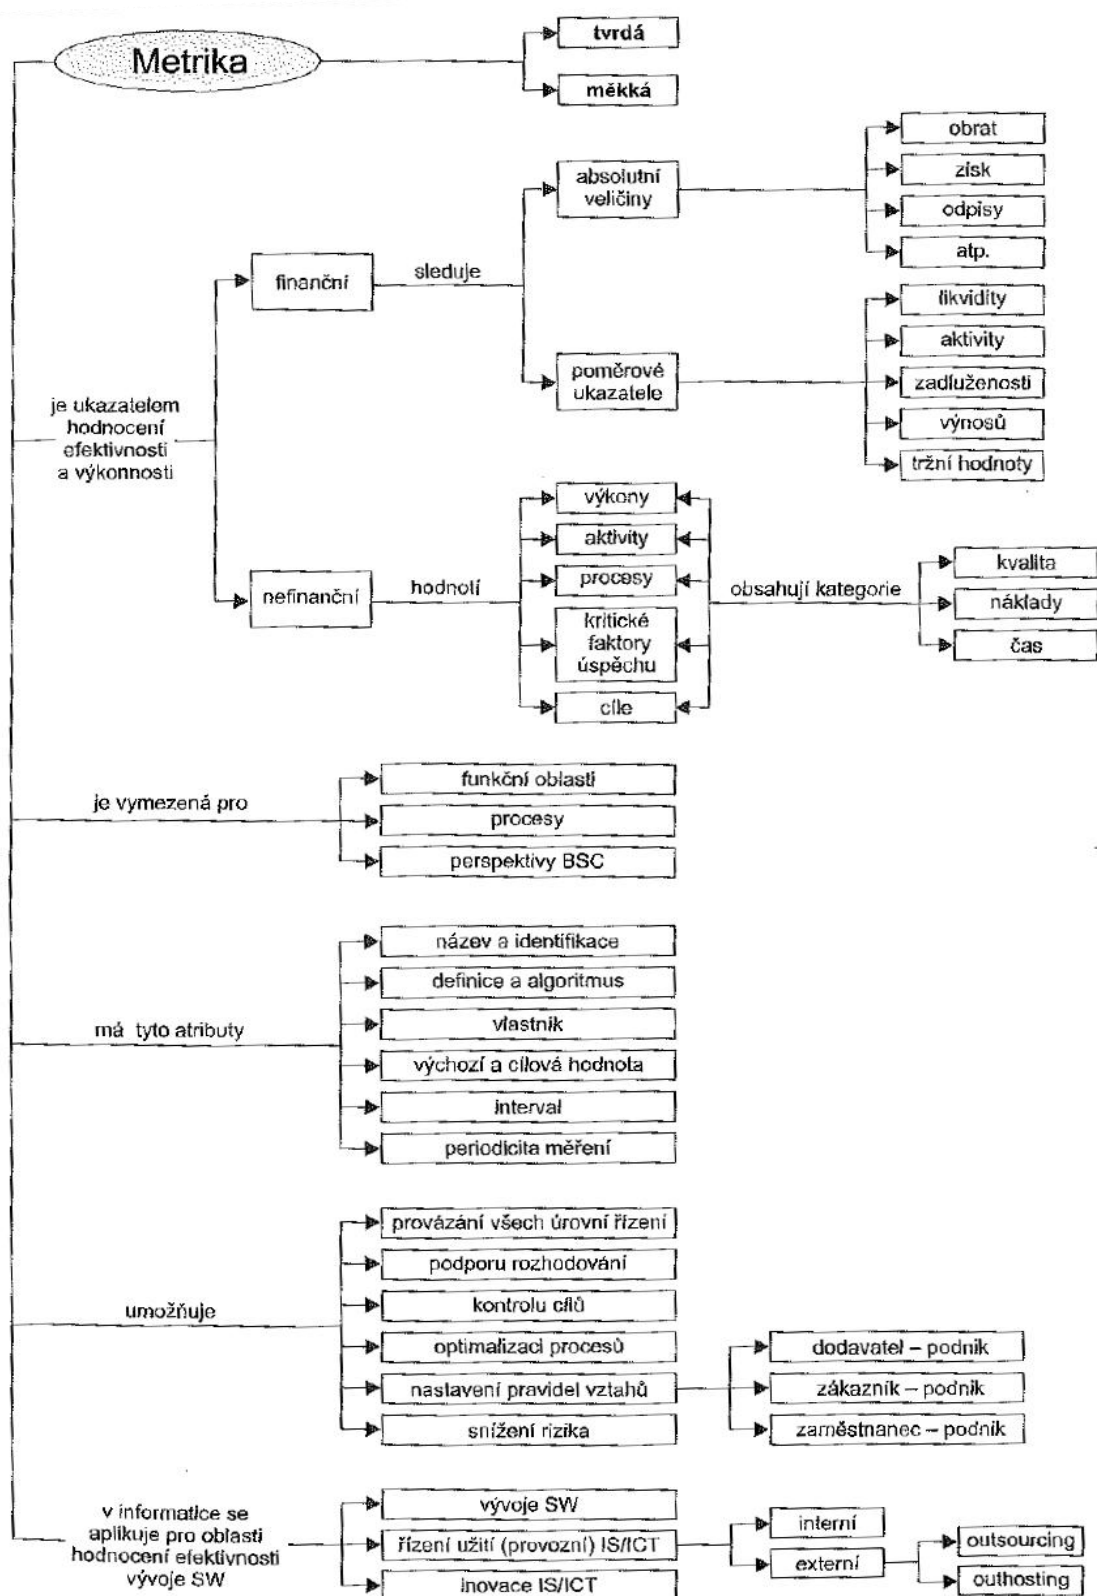 Metrika
tvrdá
měkká
je ukazatelem
hodnocení
efektivnosti
a výkonnosti
finanční
sleduje
absolutní
veličiny
obrat
zisk
odpisy
atp.
poměrové
ukazatele
likvidity
aktivity
zadluženosti
výnosů
tržní hodnoty
nefinanční
hodnotí
výkony
aktivity
procesy
kritické
faktory
úspěchu
cíle
obsahují kategorie
kvalita
náklady
čas
je vymezená pro
funkční oblasti
procesy
perspektivy BSC
má tyto atributy
název a identifikace
definice a algoritmus
vlastník
výchozí a cílová hodnota
interval
periodicita měření
umožňuje
provázání všech úrovní řízení
podporu rozhodování
kontrolu cílů
optimalizaci procesů
nastavení pravidel vztahů
dodavatel – podnik
zákazník – podnik
zaměstnanec – podnik
snížení rizika
v informatice se
aplikuje pro oblasti
hodnocení efektivnosti
vývoje SW
vývoje SW
řízení užití (provozní) IS/ICT
interní
externí
outsourcing
outhosting
Inovace IS/ICT